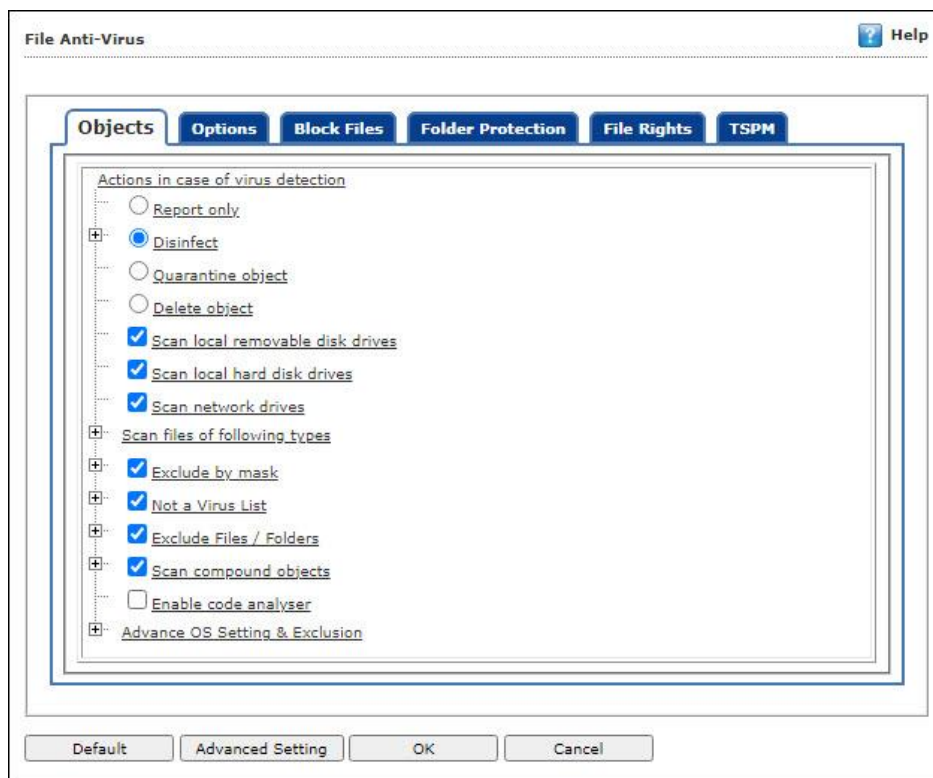 File Anti-Virus
? Help
Objects Options Block Files Folder Protection File Rights TSPM
Actions in case of virus detection
Report only
Disinfect
Quarantine object
Delete object
Scan local removable disk drives
Scan local hard disk drives
Scan network drives
Scan files of following types
Exclude by mask
Not a Virus List
Exclude Files / Folders
Scan compound objects
Enable code analyser
Advance OS Setting & Exclusion
Default Advanced Setting OK Cancel